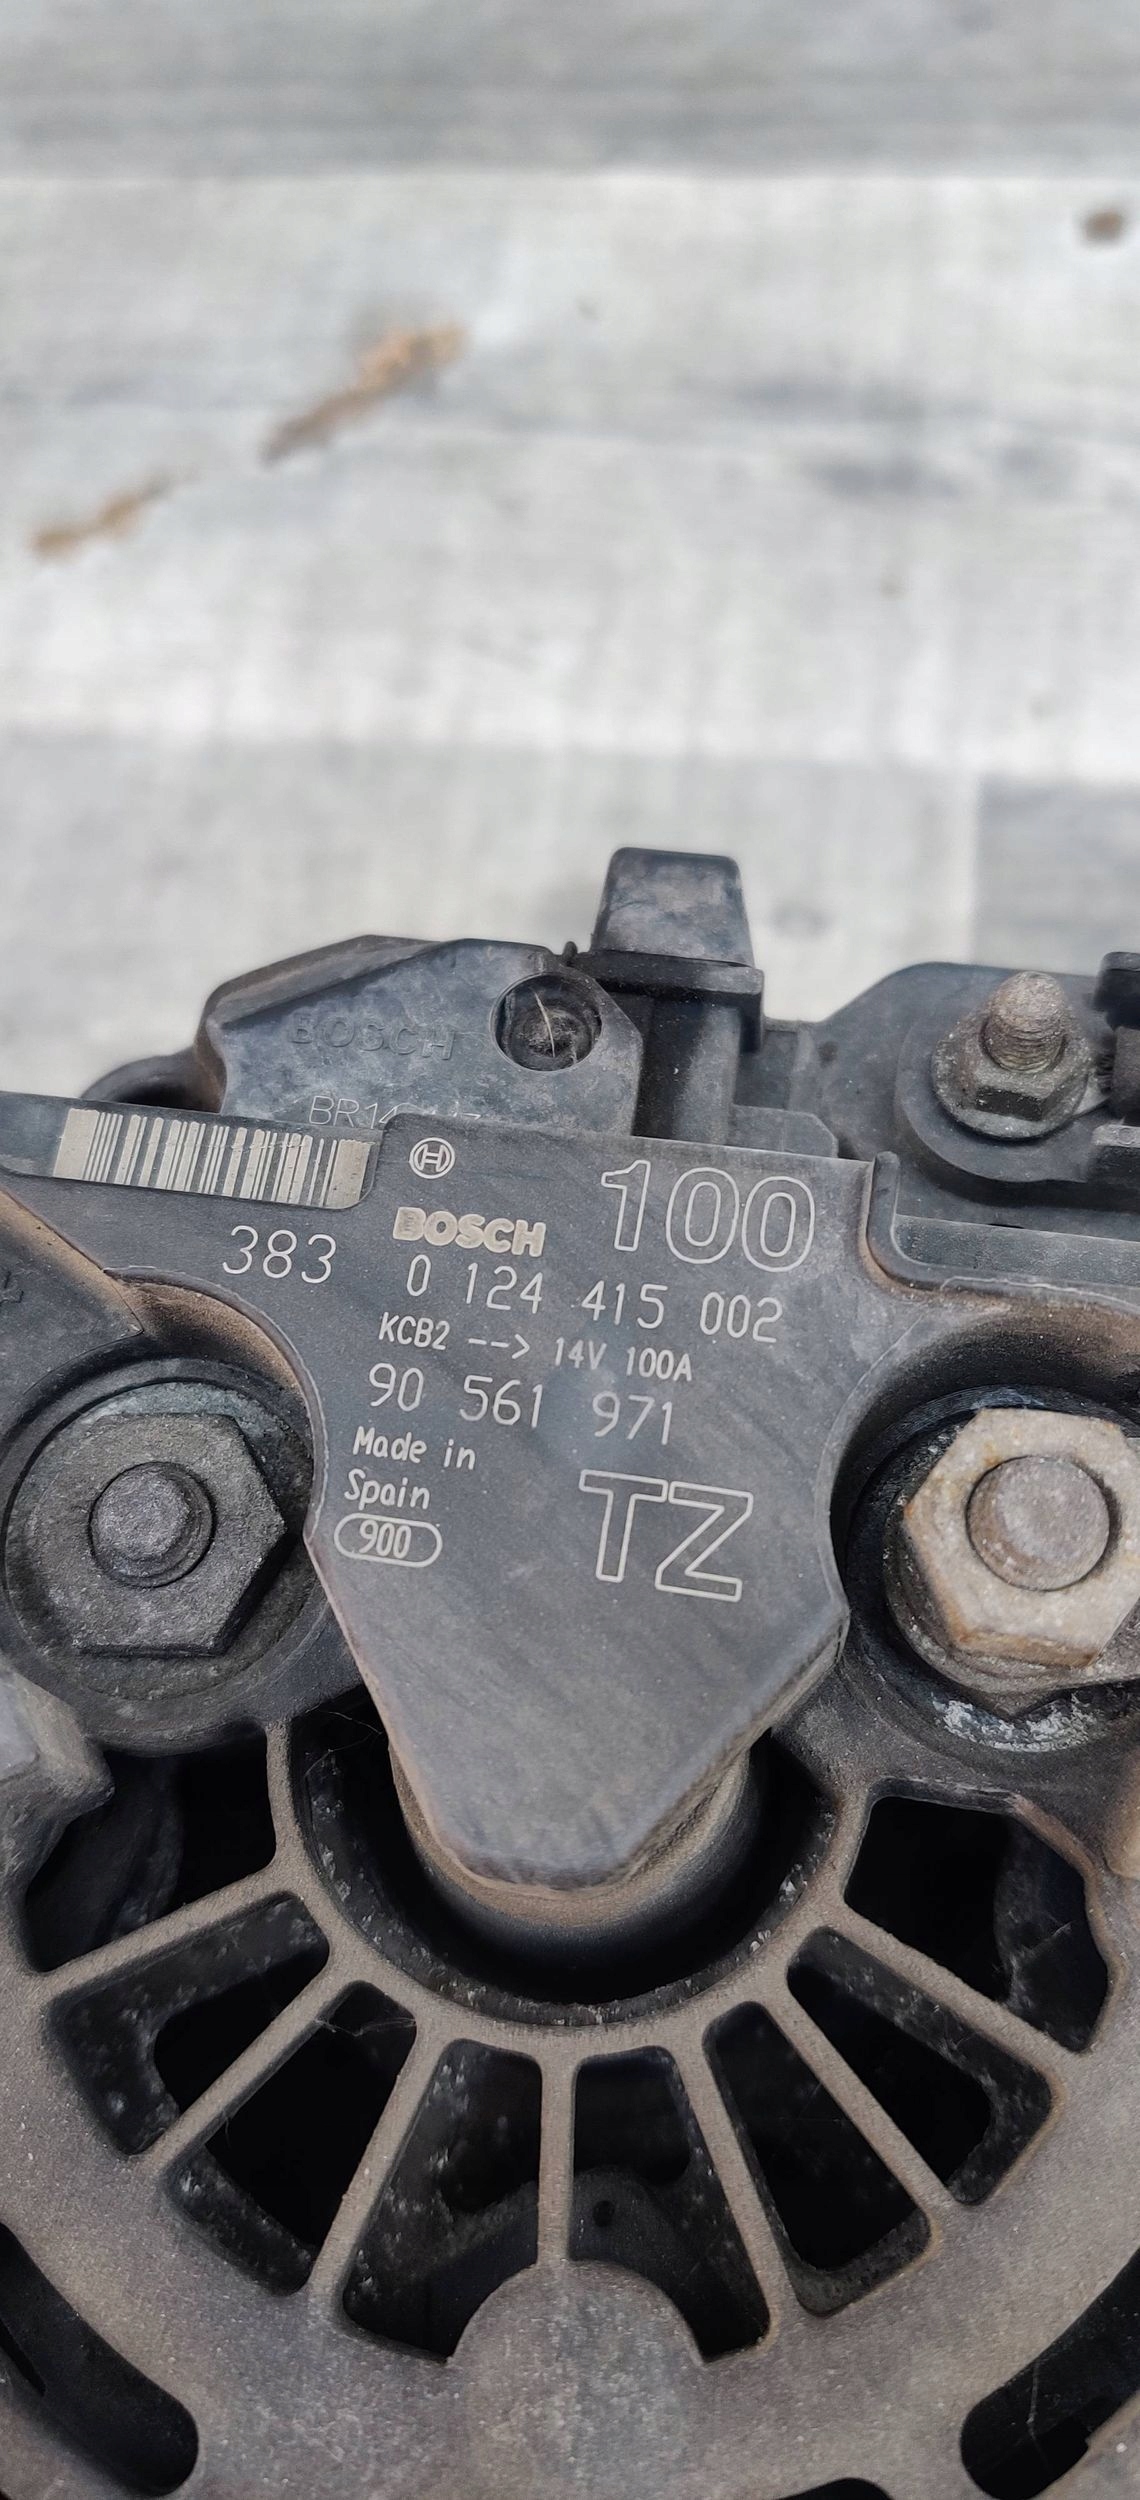 BOSCH
BOSCH
100
383
0 124 415 002
KCB2 --> 14V 100A
90 561 971
Made in
Spain
TZ
900